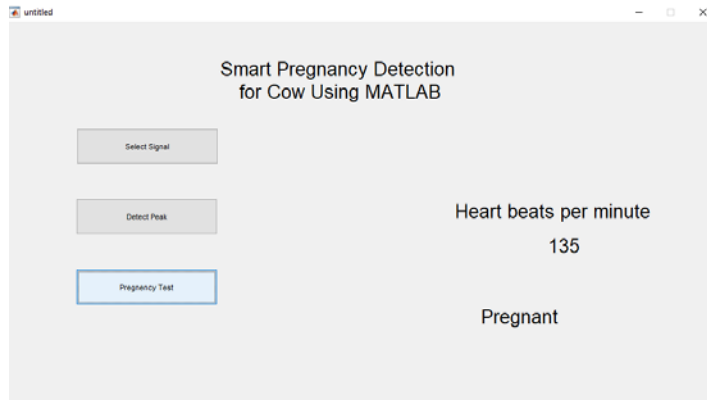 untitled
Smart Pregnancy Detection
for Cow Using MATLAB
Select Signal
Detect Peak
Pregnency Test
Heart beats per minute
135
Pregnant